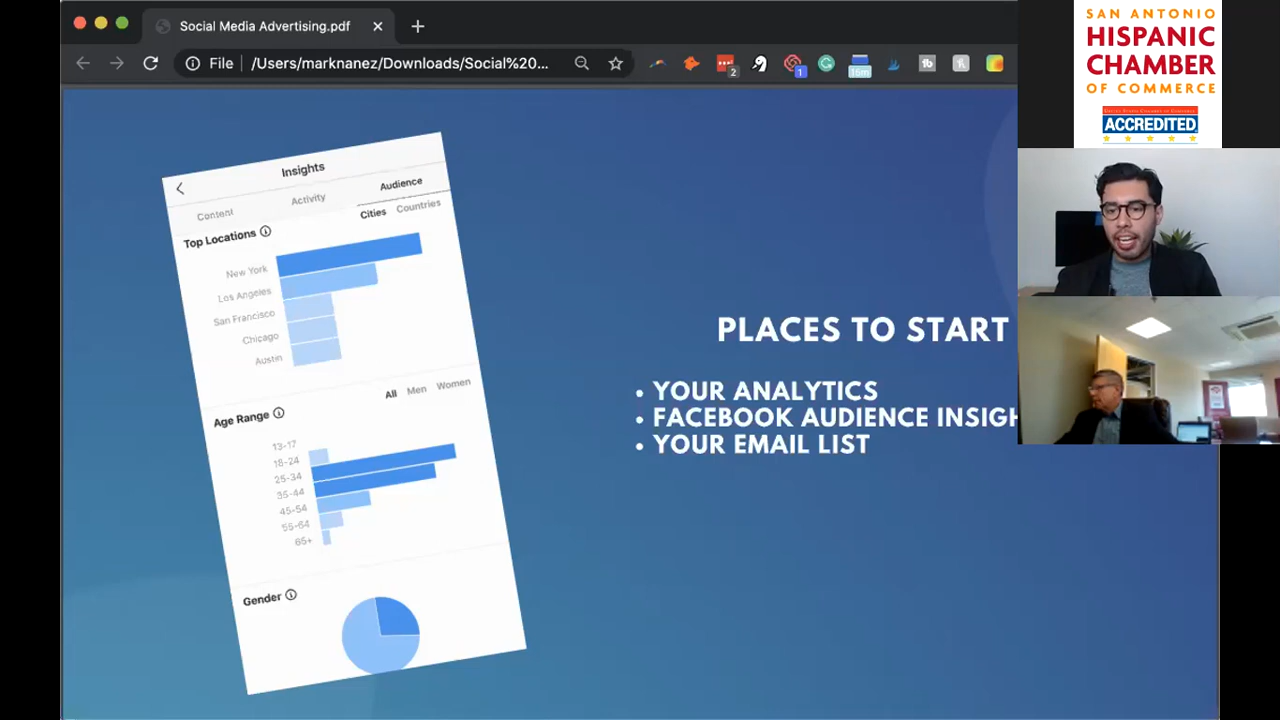 Social Media Advertising.pdf
File
/Users/marknanez/Downloads/Social%20...
2
1
16m
SAN ANTONIO
HISPANIC
CHAMBER
OF COMMERCE
ACCREDITED
Insights
Content
Activity
Audience
Top Locations
Cities
Countries
New York
Los Angeles
San Francisco
Chicago
Austin
Age Range
All
Men
Women
13-17
18-24
25-34
35-44
45-54
55-64
65+
Gender
PLACES TO START
• YOUR ANALYTICS
• FACEBOOK AUDIENCE INSIGH
• YOUR EMAIL LIST